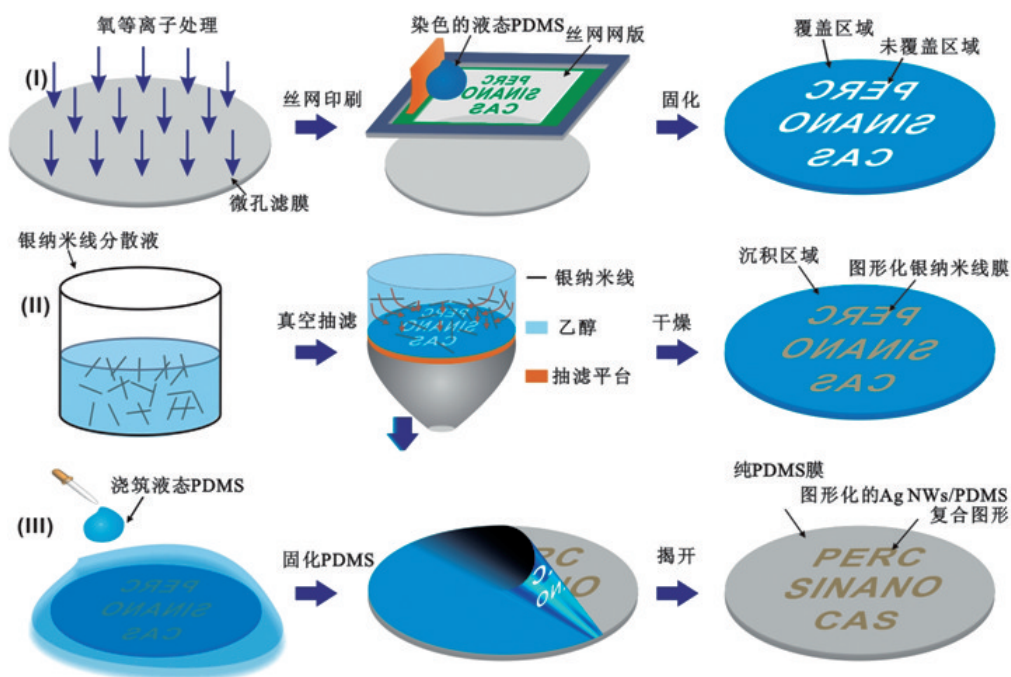 氧等离子处理
(I)
微孔滤膜
丝网印刷
染色的液态PDMS
丝网网版
PERC
SINANO
CAS
固化
覆盖区域
未覆盖区域
PERC
SINANO
CAS
银纳米线分散液
(II)
真空抽滤
PERC
SINANO
CAS
银纳米线
乙醇
抽滤平台
干燥
沉积区域
图形化银纳米线膜
PERC
SINANO
CAS
浇筑液态PDMS
(III)
PERC
SINANO
CAS
固化PDMS
RC
NO
揭开
纯PDMS膜
图形化的Ag NWs/PDMS
复合图形
PERC
SINANO
CAS